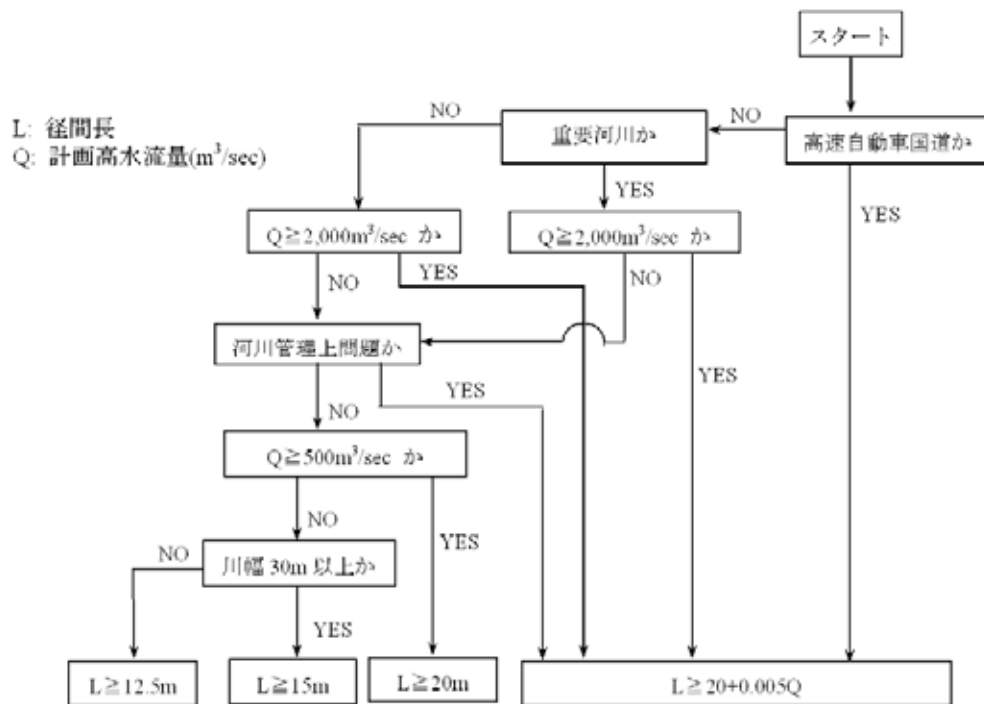 スタート
L: 径間長
Q: 計画高水流量(m³/sec)
NO
重要河川か
NO
高速自動車国道か
YES
YES
Q≧2,000m³/sec か
Q≧2,000m³/sec か
NO
YES
NO
河川管理上問題か
YES
YES
NO
Q≧500m³/sec か
NO
YES
NO
川幅 30m 以上か
YES
L≧12.5m
L≧15m
L≧20m
L≧20+0.005Q